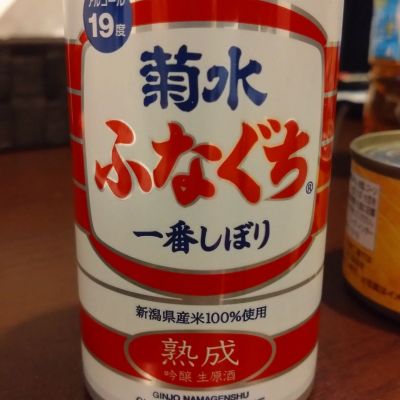 アルコール
19度
菊水
ふなぐち®
一番しぼり
新潟県産米100%使用
熟成
吟醸 生原酒
GINJO NAMAGENSHU